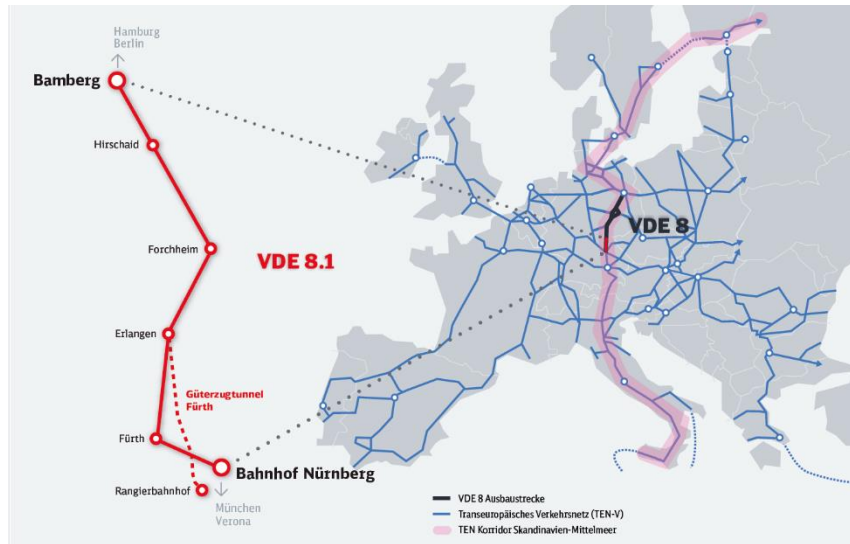 Hamburg
Berlin
Bamberg
Hirschaid
Forchheim
VDE 8.1
Erlangen
Güterzugtunnel
Fürth
Fürth
Bahnhof Nürnberg
Rangierbahnhof
München
Verona
VDE 8
VDE 8 Ausbaustrecke
Transeuropäisches Verkehrsnetz (TEN-V)
TEN Korridor Skandinavien-Mittelmeer